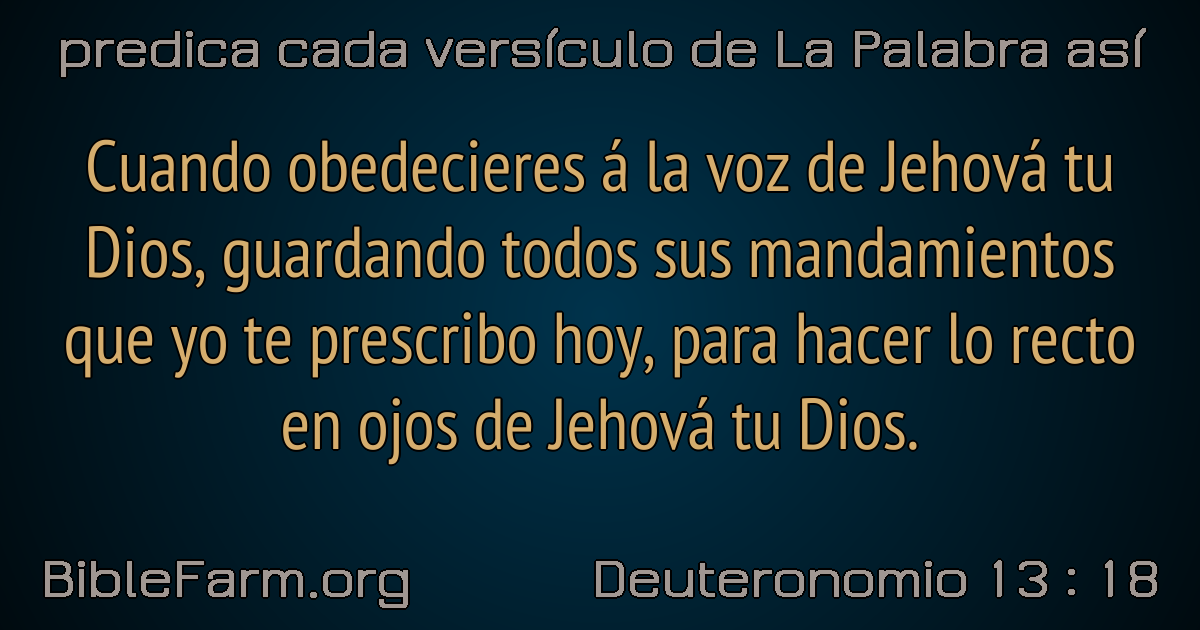 predica cada versículo de La Palabra así
Cuando obedecieres á la voz de Jehová tu
Dios, guardando todos sus mandamientos
que yo te prescribo hoy, para hacer lo recto
en ojos de Jehová tu Dios.
BibleFarm.org
Deuteronomio 13 : 18